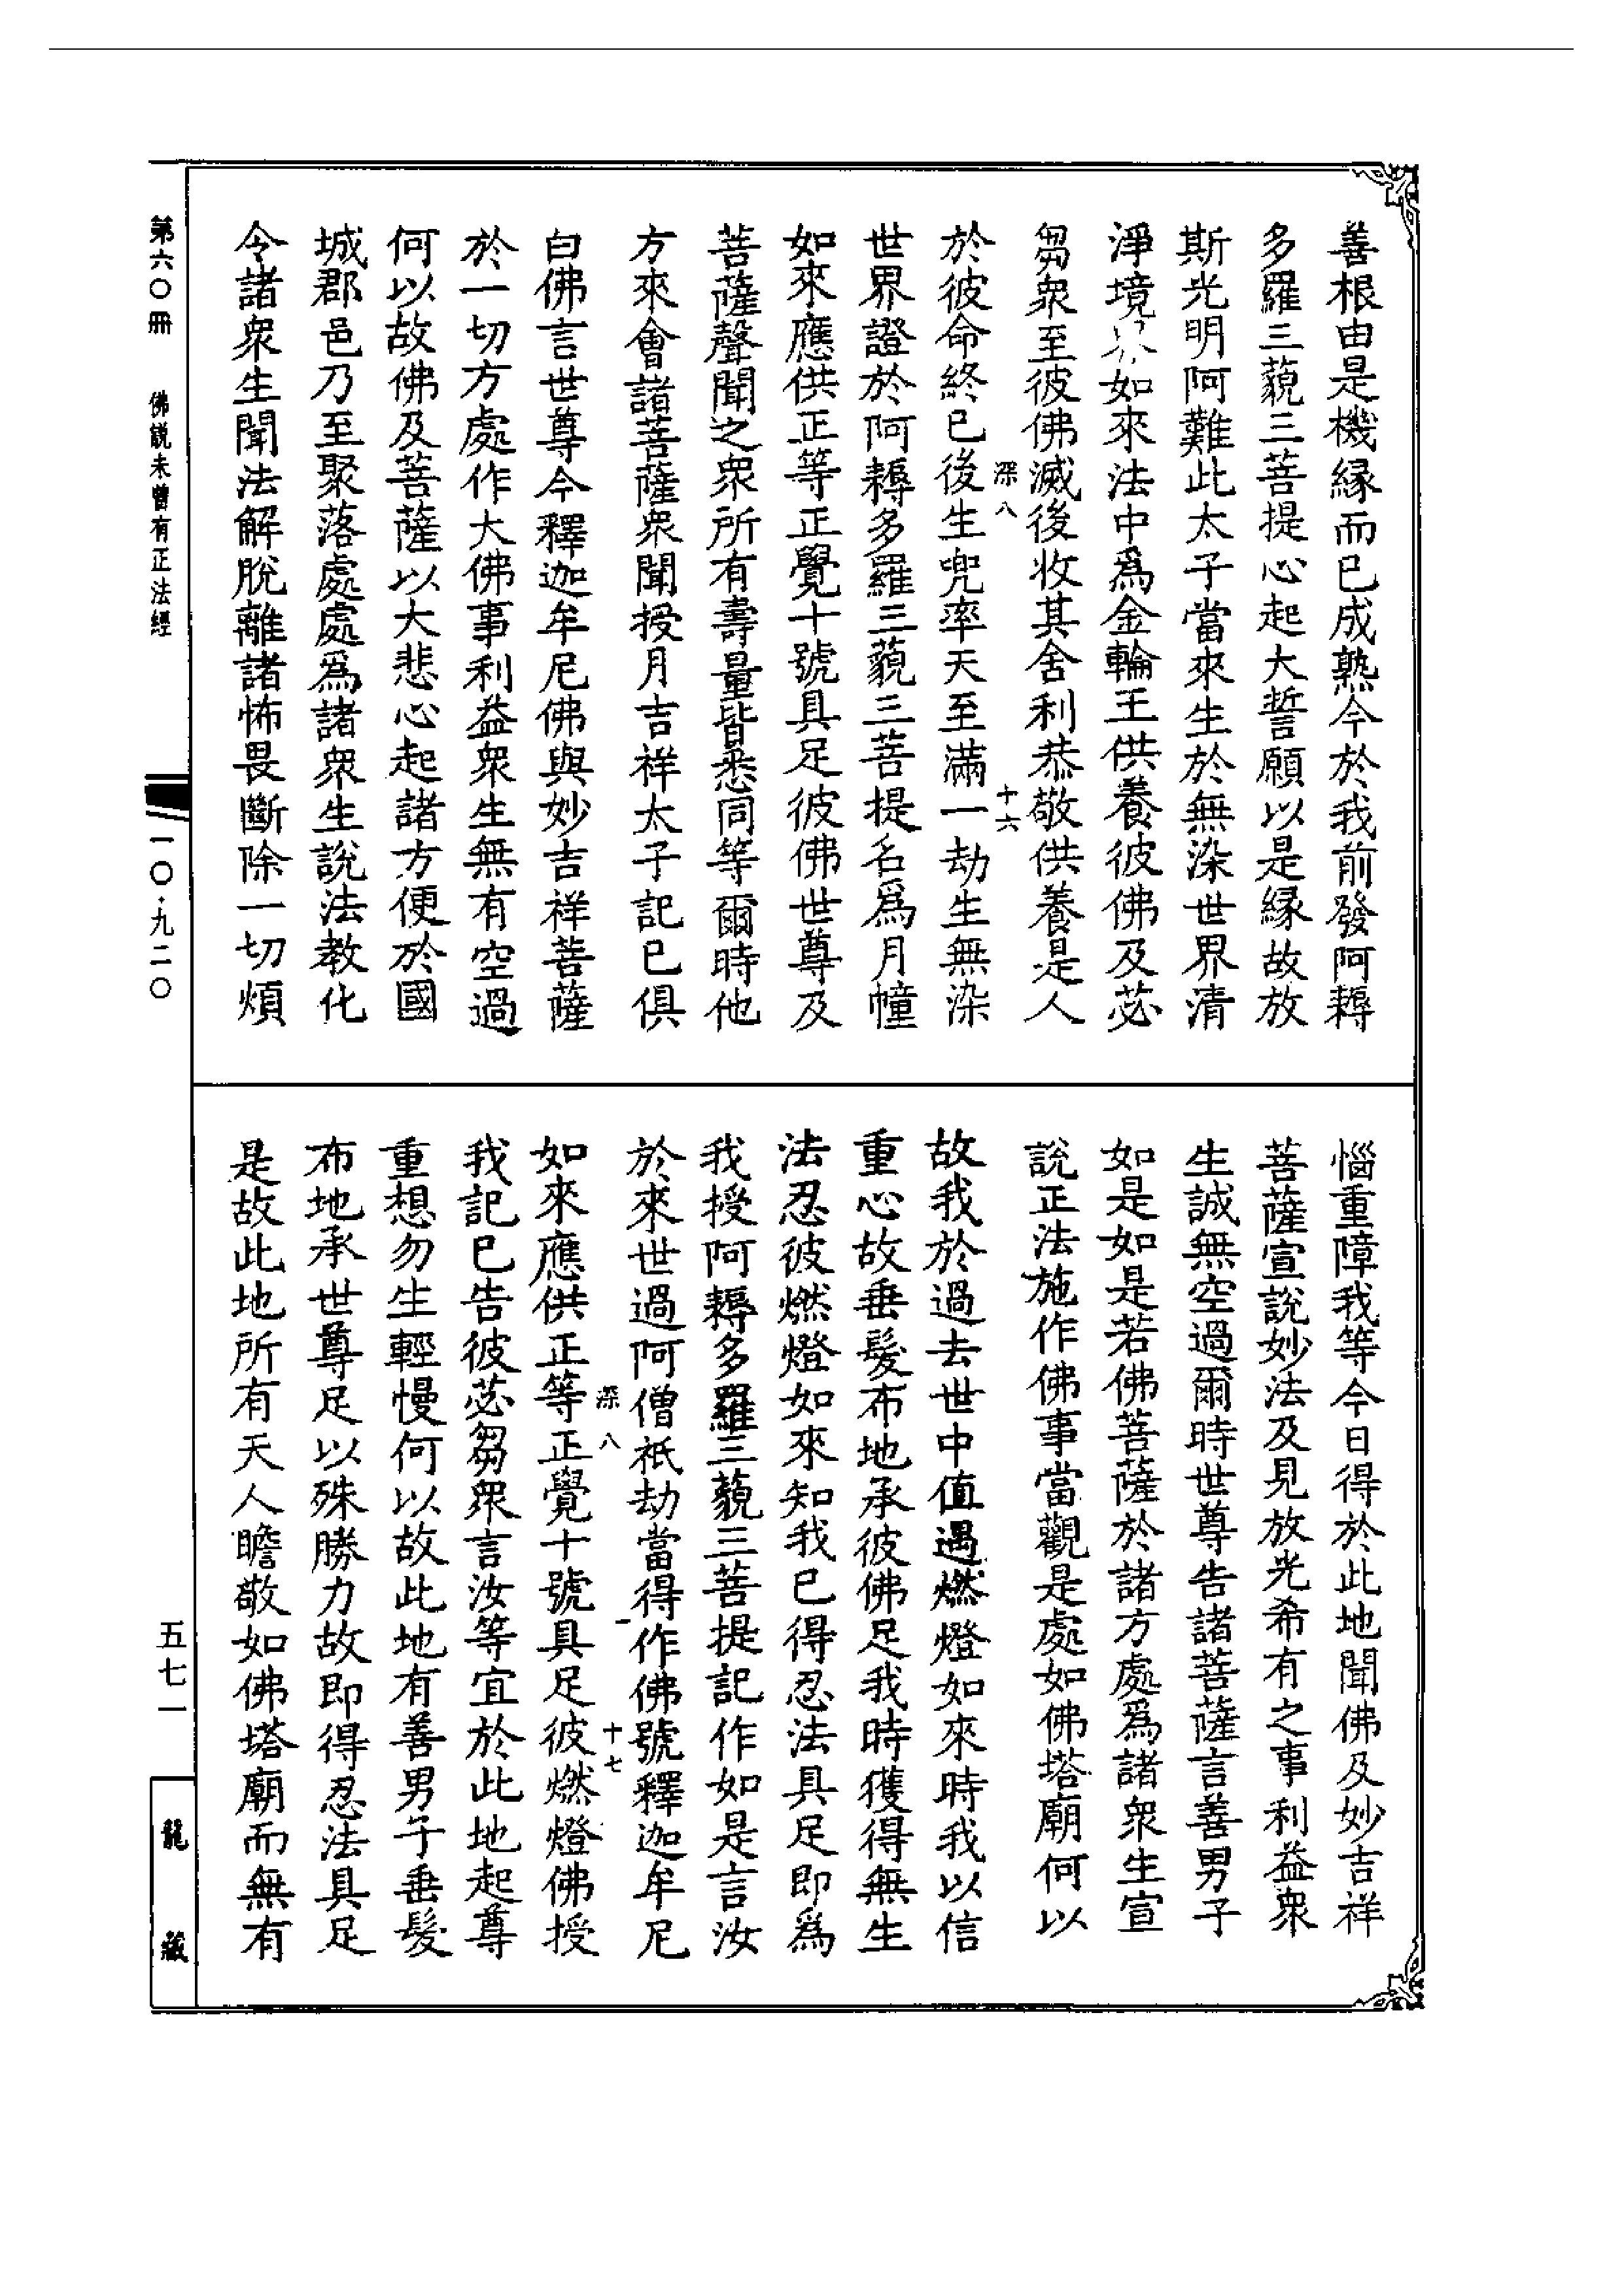 善根由是機緣而已成熟今於我前發阿耨
多羅三藐三菩提心起大誓願以是緣故放
斯光明阿難此太子當來生於無染世界清
淨境界如來法中爲金輪王供養彼佛及苾
芻衆至彼佛滅後收其舍利恭敬供養是人
深八 十六
於彼命終已後生兜率天至滿一劫生無染
世界證於阿耨多羅三藐三菩提名爲月幢
如來應供正等正覺十號具足彼佛世尊及
菩薩聲聞之衆所有壽量皆悉同等爾時他
方來會諸菩薩衆聞授月吉祥太子記已俱
白佛言世尊今釋迦牟尼佛與妙吉祥菩薩
於一切方處作大佛事利益衆生無有空過
何以故佛及菩薩以大悲心起諸方便於國
城郡邑乃至聚落處處爲諸衆生說法教化
令諸衆生聞法解脫離諸怖畏斷除一切煩
惱重障我等今日得於此地聞佛及妙吉祥
菩薩宣說妙法及見放光希有之事利益衆
生誠無空過爾時世尊告諸菩薩言善男子
如是如是若佛菩薩於諸方處爲諸衆生宣
說正法施作佛事當觀是處如佛塔廟何以
故我於過去世中值遇燃燈如來時我以信
重心故垂髮布地承彼佛足我時獲得無生
法忍彼燃燈如來知我已得忍法具足即爲
我授阿耨多羅三藐三菩提記作如是言汝
於來世過阿僧祇劫當得作佛號釋迦牟尼
深八 十七
如來應供正等正覺十號具足彼燃燈佛授
我記已告彼苾芻衆言汝等宜於此地起尊
重想勿生輕慢何以故此地有善男子垂髮
布地承世尊足以殊勝力故即得忍法具足
是故此地所有天人瞻敬如佛塔廟而無有
第六〇冊 佛説未曾有正法經 一〇·九二〇
五七一
龍藏